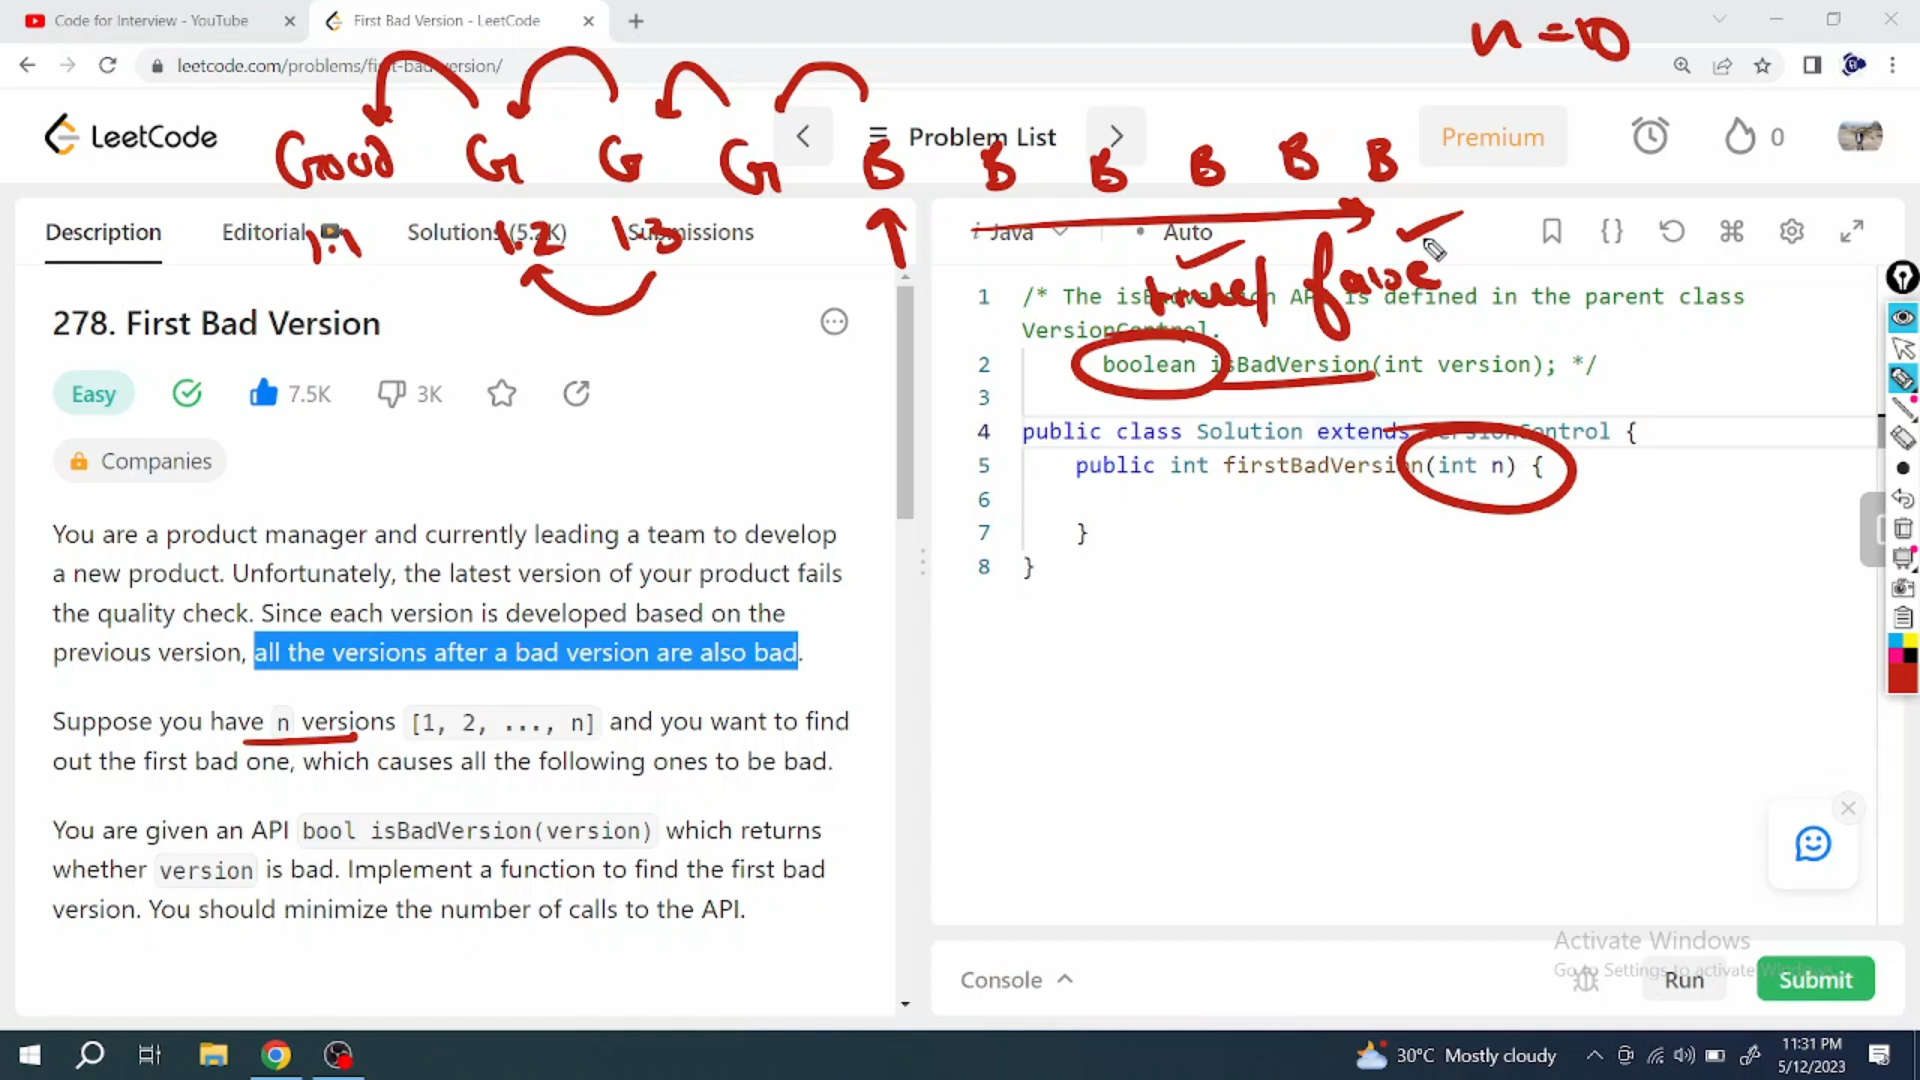 Code for Interview - YouTube
First Bad Version - LeetCode
n = 10
leetcode.com/problems/first-bad-version/
LeetCode
Problem List
Premium
0
Good G G G B B B B B B
Description
Editorial
Solutions (5.2K)
Submissions
1.1 1.2 1.3
Java
Auto
true/ false
278. First Bad Version
Easy
7.5K
3K
Companies
You are a product manager and currently leading a team to develop
a new product. Unfortunately, the latest version of your product fails
the quality check. Since each version is developed based on the
previous version, all the versions after a bad version are also bad.
Suppose you have n versions [1, 2, ..., n] and you want to find
out the first bad one, which causes all the following ones to be bad.
You are given an API bool isBadVersion(version) which returns
whether version is bad. Implement a function to find the first bad
version. You should minimize the number of calls to the API.
1 /* The isBadVersion API is defined in the parent class
VersionControl.
2 boolean isBadVersion(int version); */
3
4 public class Solution extends VersionControl {
5 public int firstBadVersion(int n) {
6
7 }
8 }
Activate Windows
Go to Settings to activate Windows.
Console
Run
Submit
30°C Mostly cloudy
11:31 PM
5/12/2023